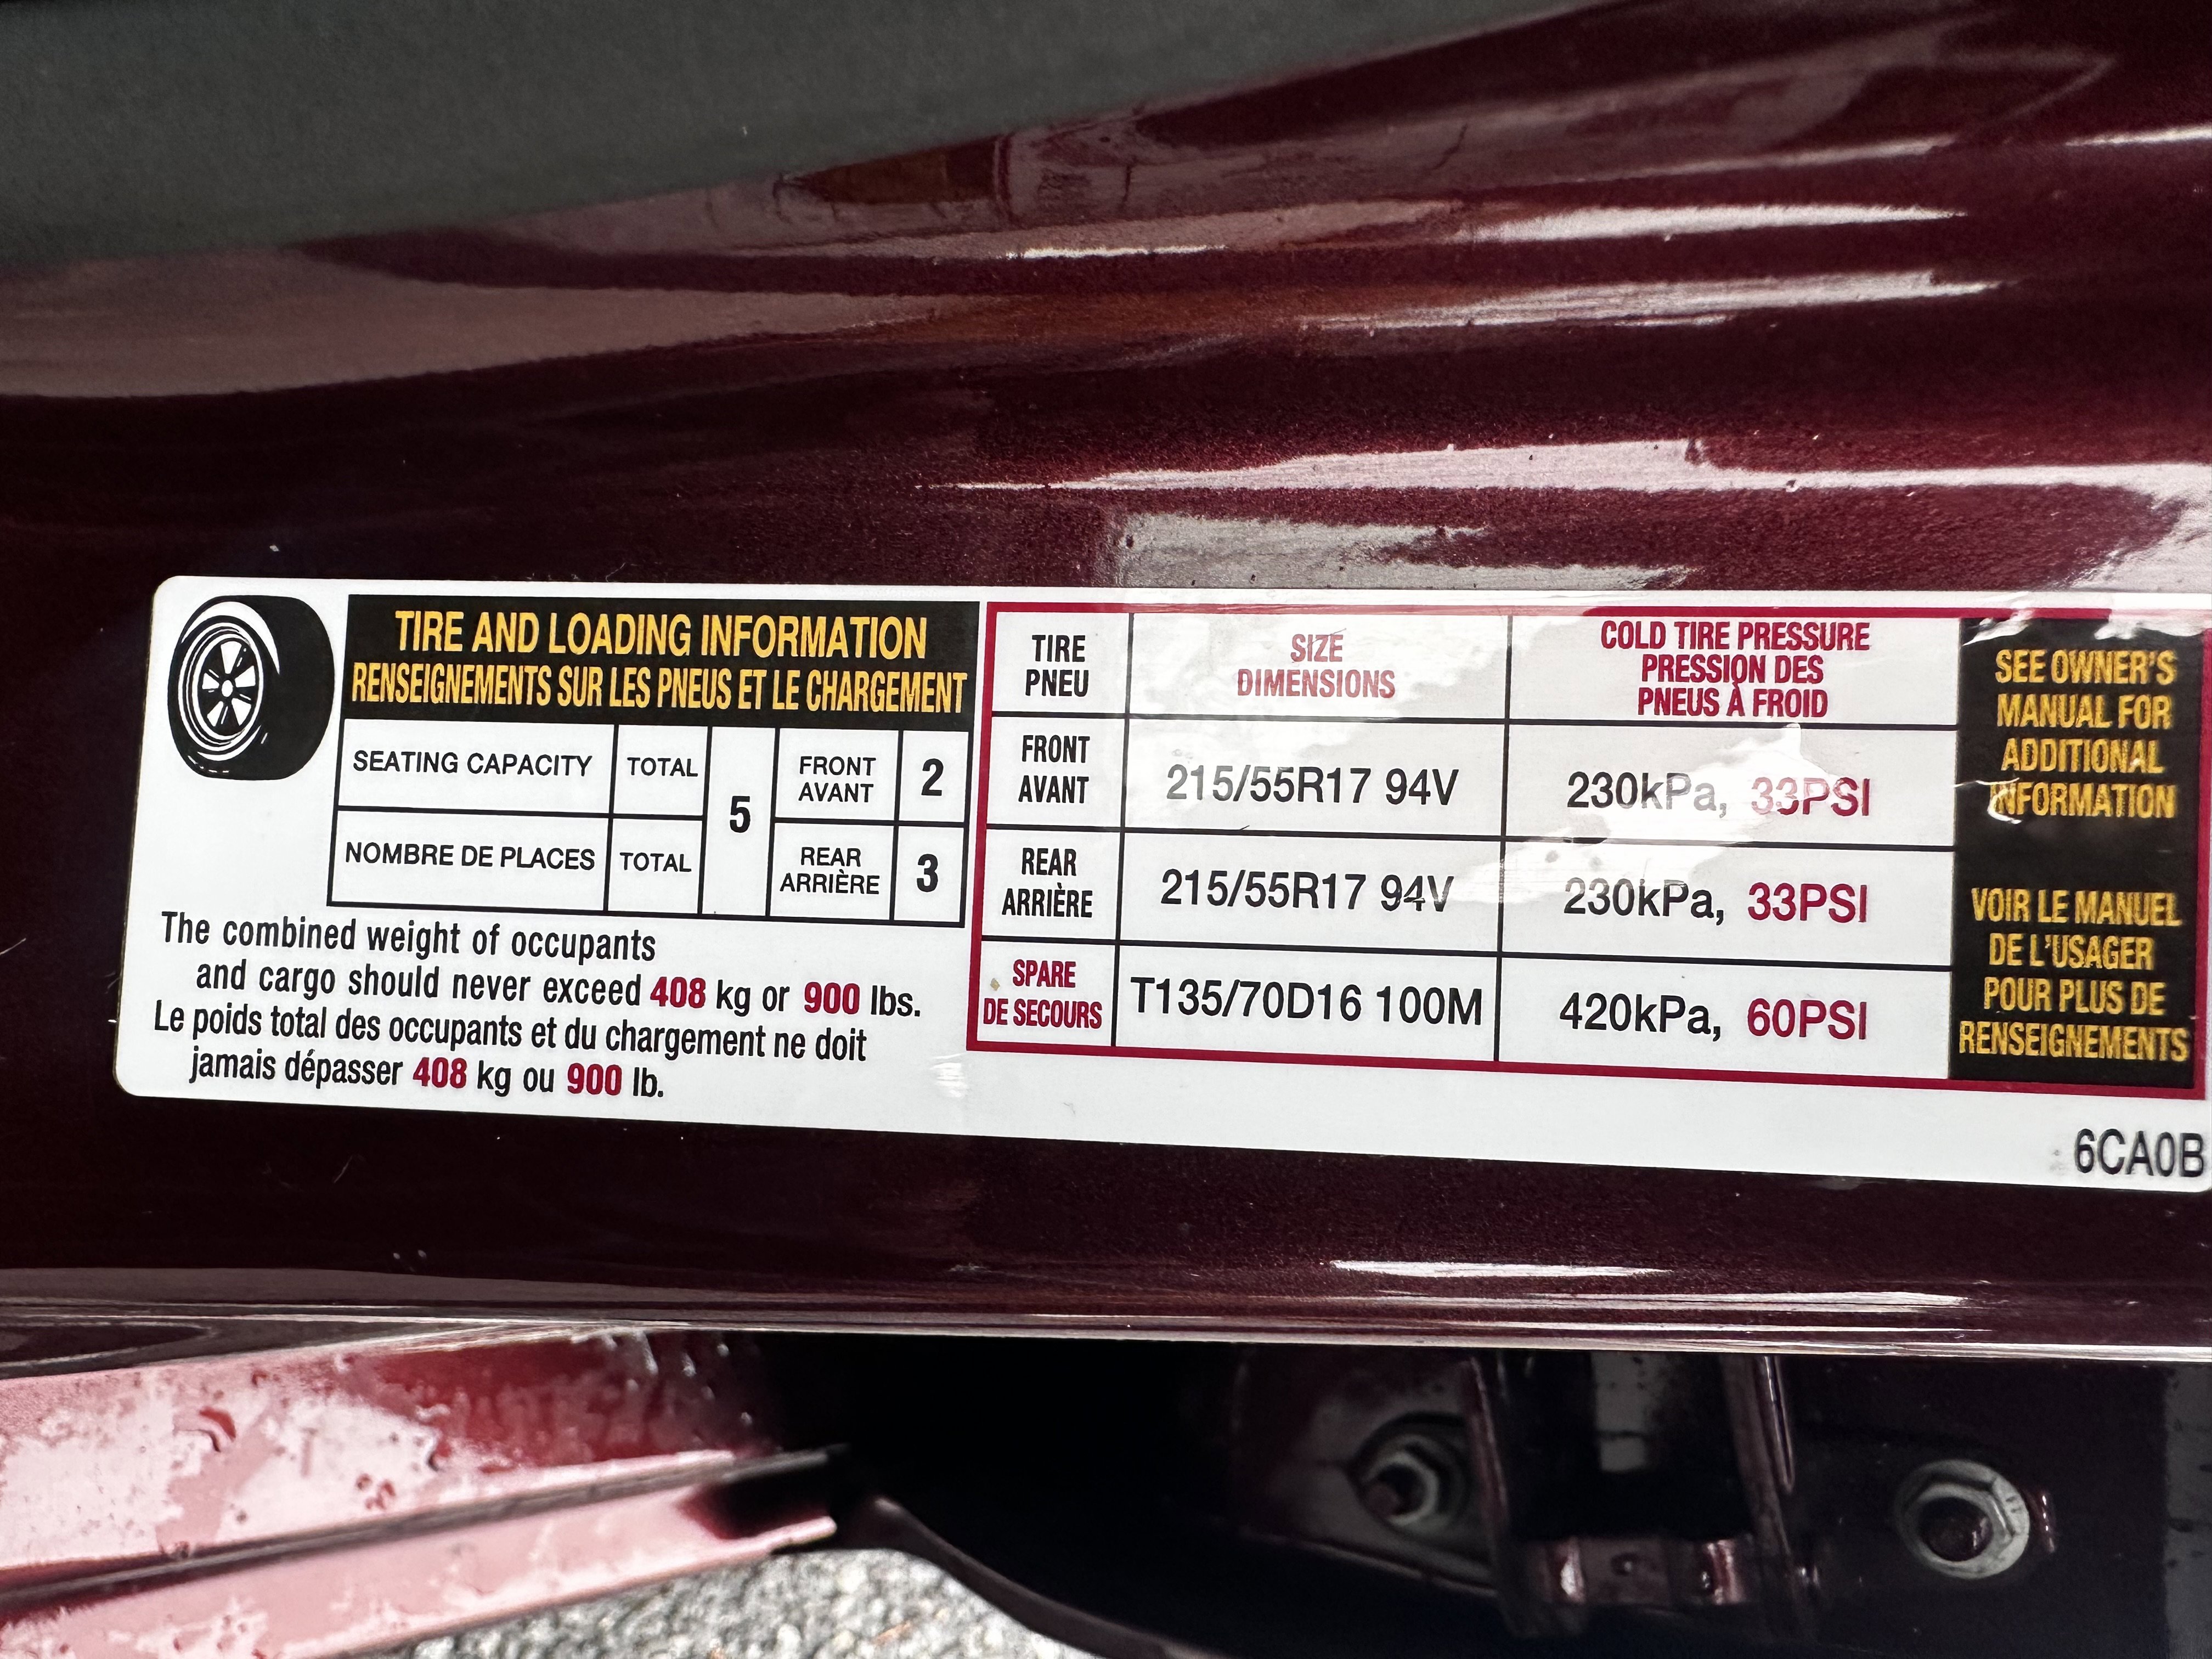 TIRE AND LOADING INFORMATION
RENSEIGNEMENTS SUR LES PNEUS ET LE CHARGEMENT
SEATING CAPACITY TOTAL 5 FRONT AVANT 2
NOMBRE DE PLACES TOTAL REAR ARRIÈRE 3
The combined weight of occupants
and cargo should never exceed 408 kg or 900 lbs.
Le poids total des occupants et du chargement ne doit
jamais dépasser 408 kg ou 900 lb.
TIRE PNEU SIZE DIMENSIONS COLD TIRE PRESSURE PRESSION DES PNEUS À FROID
FRONT AVANT 215/55R17 94V 230kPa, 33PSI
REAR ARRIÈRE 215/55R17 94V 230kPa, 33PSI
SPARE DE SECOURS T135/70D16 100M 420kPa, 60PSI
SEE OWNER'S
MANUAL FOR
ADDITIONAL
INFORMATION
VOIR LE MANUEL
DE L'USAGER
POUR PLUS DE
RENSEIGNEMENTS
6CA0B